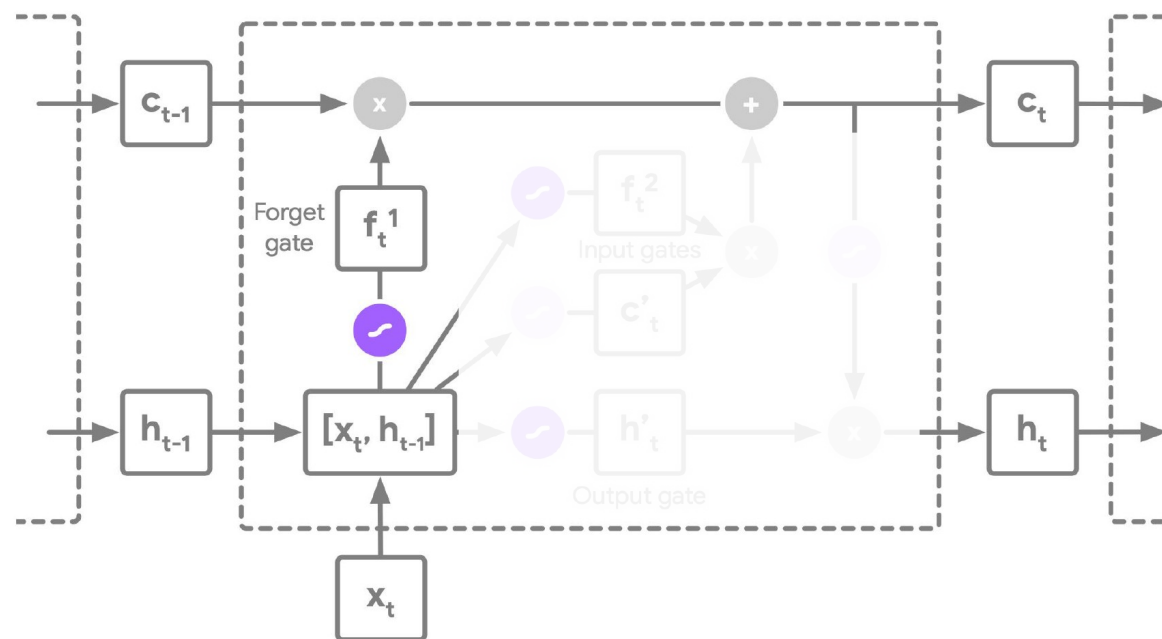 c_{t-1}
x
+
c_t
Forget
gate
f_t^1
f_t^2
Input gates
x
c'_t
h_{t-1}
[x_t, h_{t-1}]
h'_t
x
h_t
Output gate
x_t